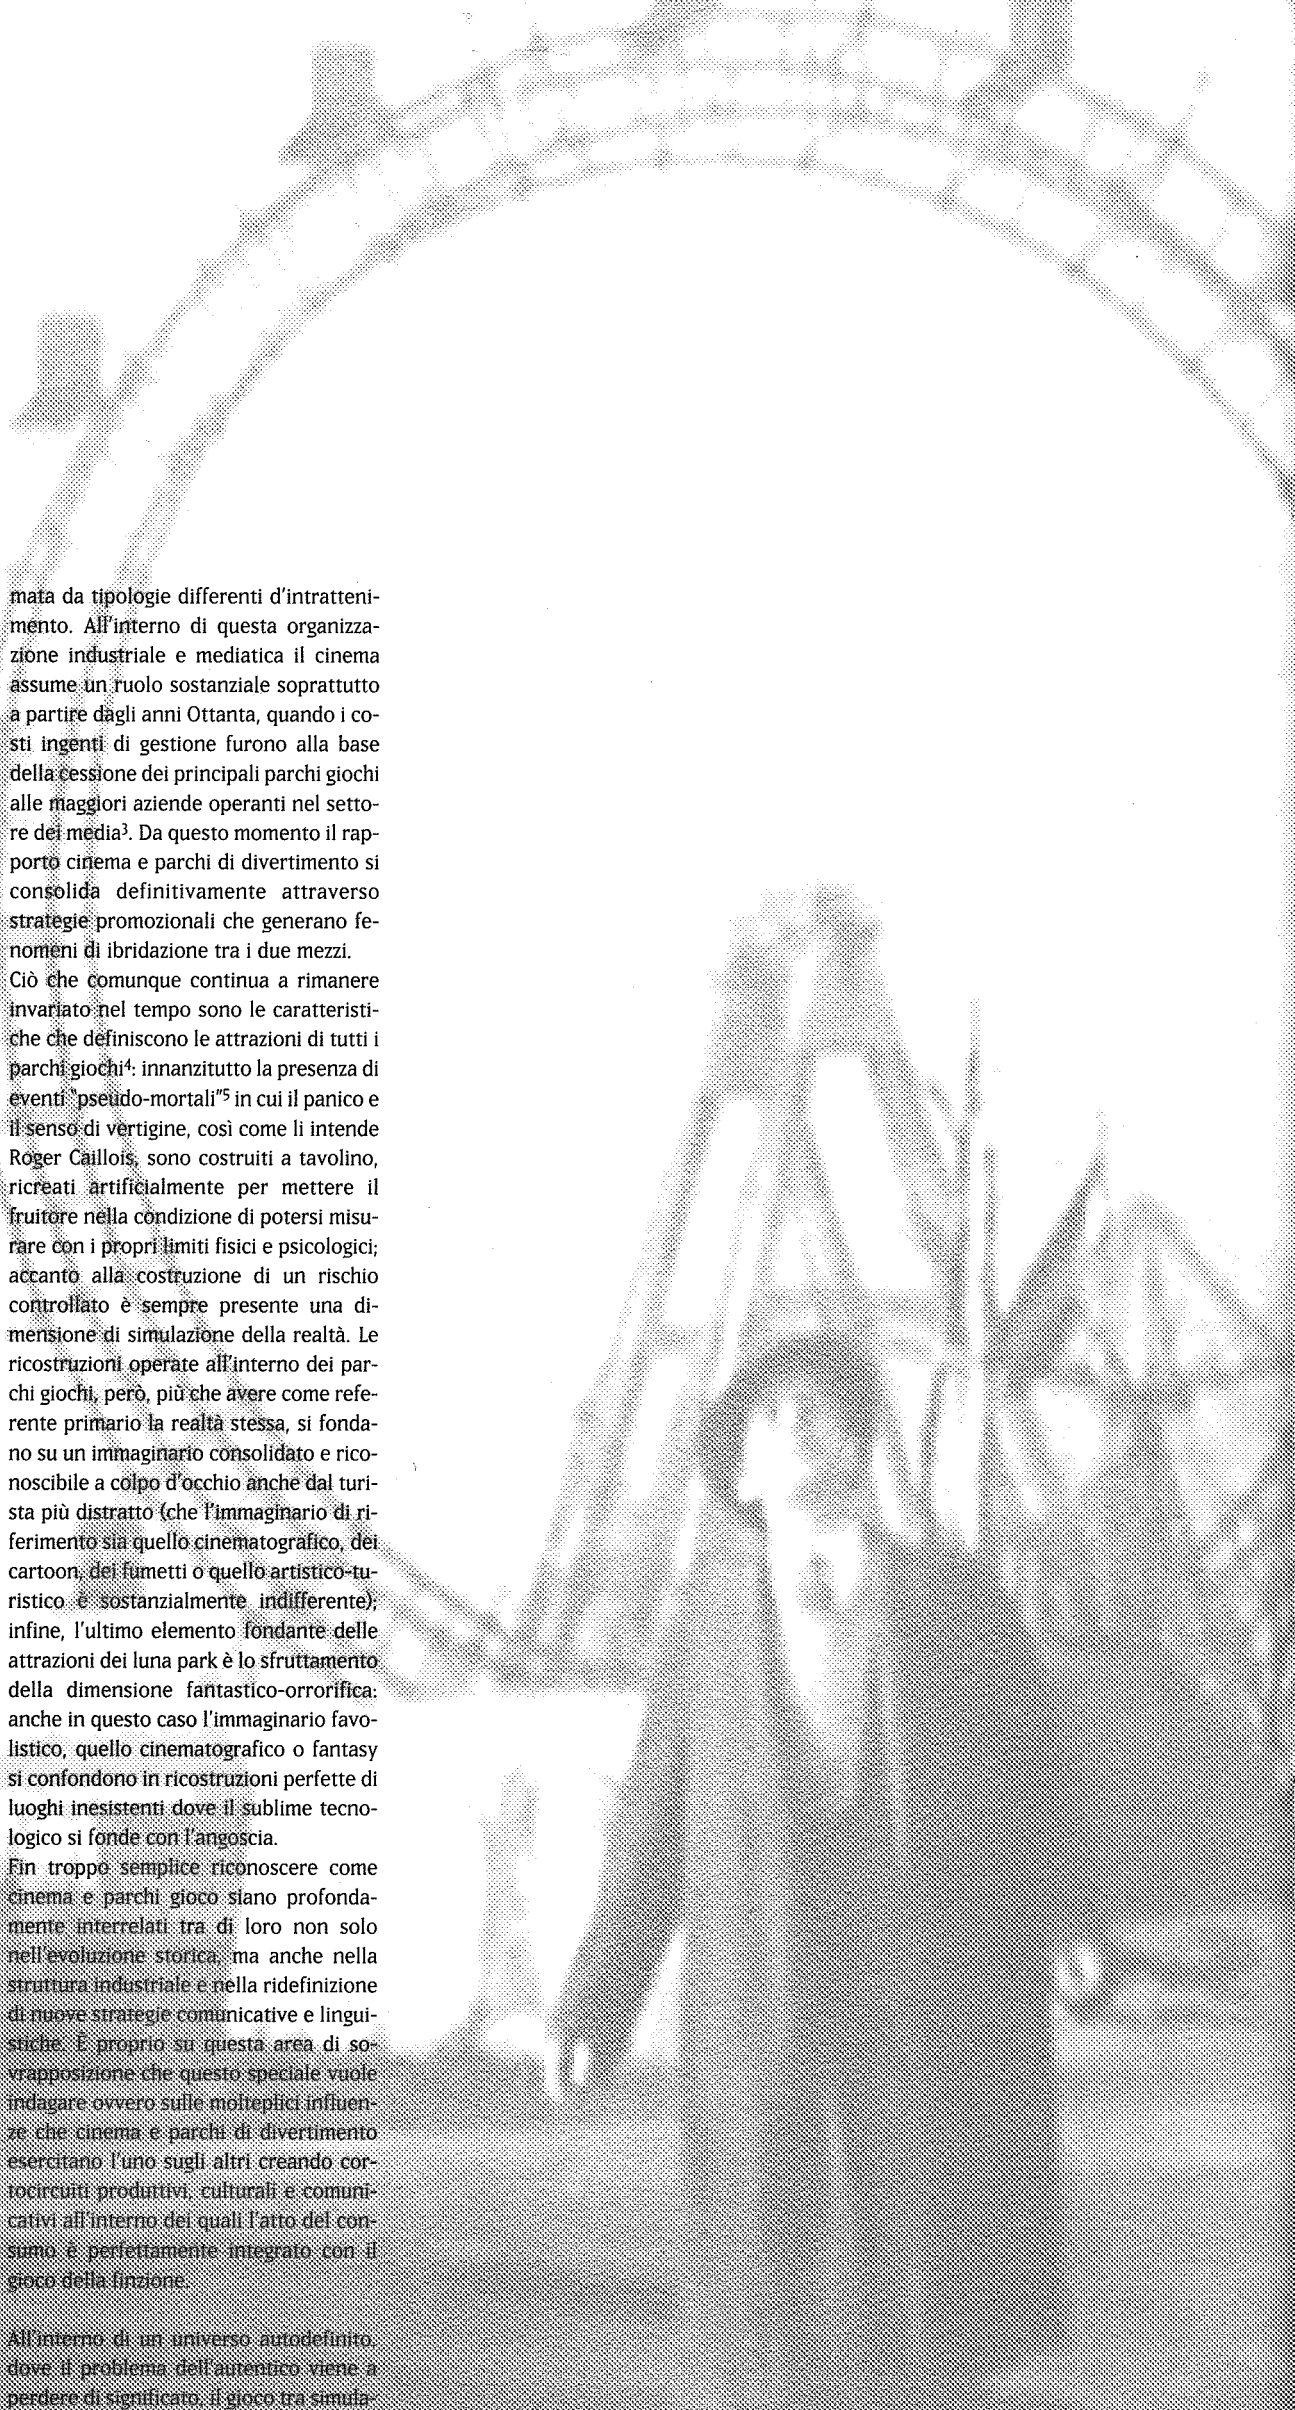 mata da tipologie differenti d'intratteni-
mento. All'interno di questa organizza-
zione industriale e mediatica il cinema
assume un ruolo sostanziale soprattutto
a partire dagli anni Ottanta, quando i co-
sti ingenti di gestione furono alla base
della cessione dei principali parchi giochi
alle maggiori aziende operanti nel setto-
re dei media³. Da questo momento il rap-
porto cinema e parchi di divertimento si
consolida definitivamente attraverso
strategie promozionali che generano fe-
nomeni di ibridazione tra i due mezzi.
Ciò che comunque continua a rimanere
invariato nel tempo sono le caratteristi-
che che definiscono le attrazioni di tutti i
parchi giochi⁴: innanzitutto la presenza di
eventi "pseudo-mortali"⁵ in cui il panico e
il senso di vertigine, così come li intende
Roger Caillois, sono costruiti a tavolino,
ricreati artificialmente per mettere il
fruitore nella condizione di potersi misu-
rare con i propri limiti fisici e psicologici;
accanto alla costruzione di un rischio
controllato è sempre presente una di-
mensione di simulazione della realtà. Le
ricostruzioni operate all'interno dei par-
chi giochi, però, più che avere come refe-
rente primario la realtà stessa, si fonda-
no su un immaginario consolidato e rico-
noscibile a colpo d'occhio anche dal turi-
sta più distratto (che l'immaginario di ri-
ferimento sia quello cinematografico, dei
cartoon, dei fumetti o quello artistico-tu-
ristico è sostanzialmente indifferente);
infine, l'ultimo elemento fondante delle
attrazioni dei luna park è lo sfruttamento
della dimensione fantastico-orrorifica:
anche in questo caso l'immaginario favo-
listico, quello cinematografico o fantasy
si confondono in ricostruzioni perfette di
luoghi inesistenti dove il sublime tecno-
logico si fonde con l'angoscia.
Fin troppo semplice riconoscere come
cinema e parchi gioco siano profonda-
mente interrelati tra di loro non solo
nell'evoluzione storica, ma anche nella
struttura industriale e nella ridefinizione
di nuove strategie comunicative e lingui-
stiche. È proprio su questa area di so-
vrapposizione che questo speciale vuole
indagare ovvero sulle molteplici influen-
ze che cinema e parchi di divertimento
esercitano l'uno sugli altri creando cor-
tocircuiti produttivi, culturali e comuni-
cativi all'interno dei quali l'atto del con-
sumo è perfettamente integrato con il
gioco della finzione.
All'interno di un universo autodefinito,
dove il problema dell'autentico viene a
perdere di significato, il gioco tra simula-